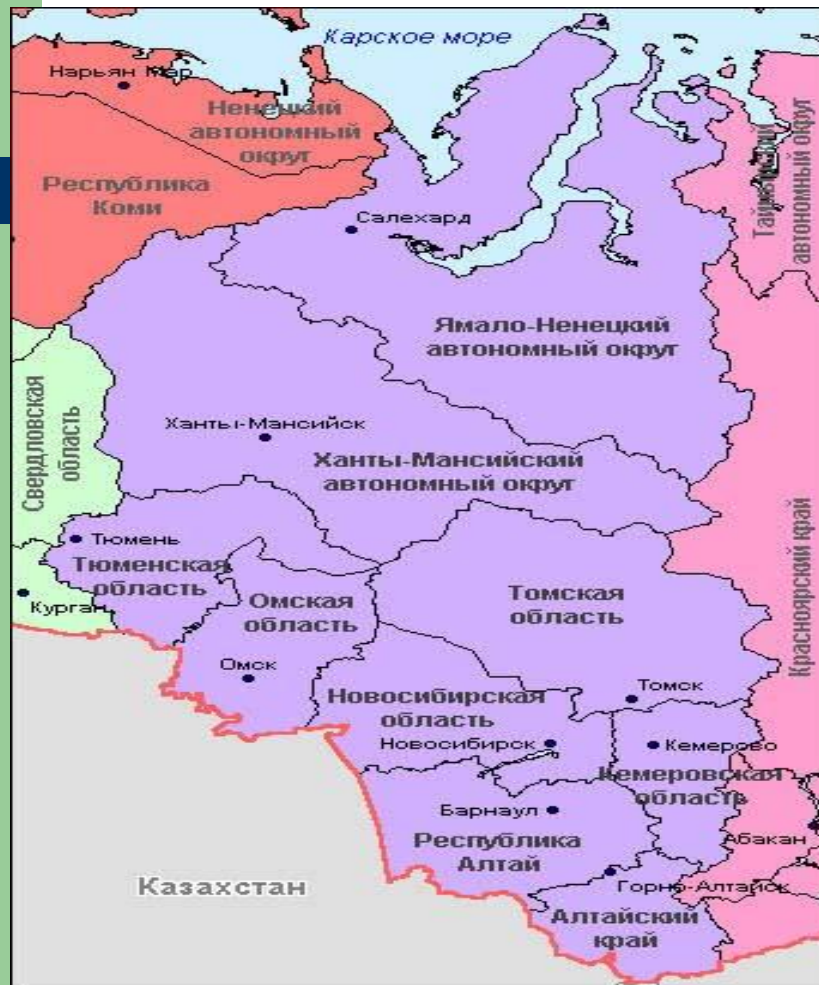 Карское море
Нарьян Мар
Ненецкий
автономный
округ
Таймырский
автономный округ
Республика
Коми
Салехард
Ямало-Ненецкий
автономный округ
Свердловская
область
Ханты-Мансийск
Ханты-Мансийский
автономный округ
Красноярский край
Тюмень
Тюменская
область
Курган
Омская
область
Томская
область
Омск
Томск
Новосибирская
область
Новосибирск
Кемерово
Кемеровская
область
Барнаул
Республика
Алтай
Абакан
Казахстан
Горно-Алтайск
Алтайский
край